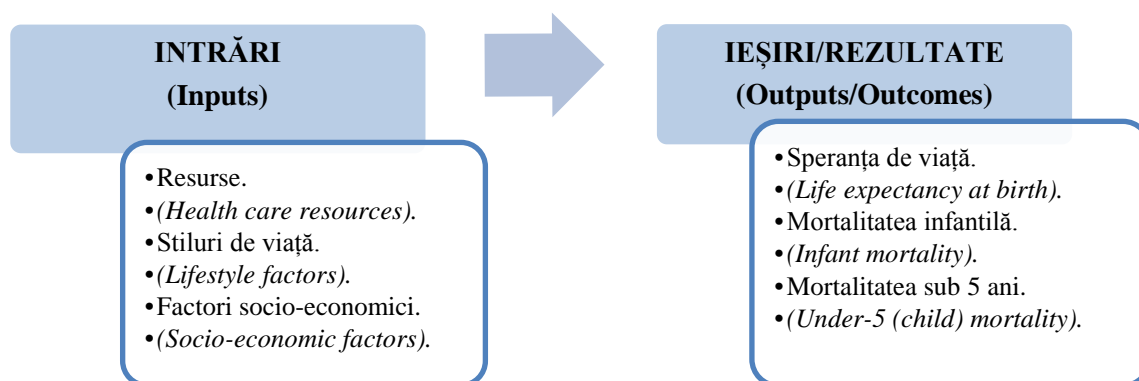 INTRĂRI
(Inputs)
•Resurse.
•(Health care resources).
•Stiluri de viață.
•(Lifestyle factors).
•Factori socio-economici.
•(Socio-economic factors).
IEȘIRI/REZULTATE
(Outputs/Outcomes)
•Speranța de viață.
•(Life expectancy at birth).
•Mortalitatea infantilă.
•(Infant mortality).
•Mortalitatea sub 5 ani.
•(Under-5 (child) mortality).